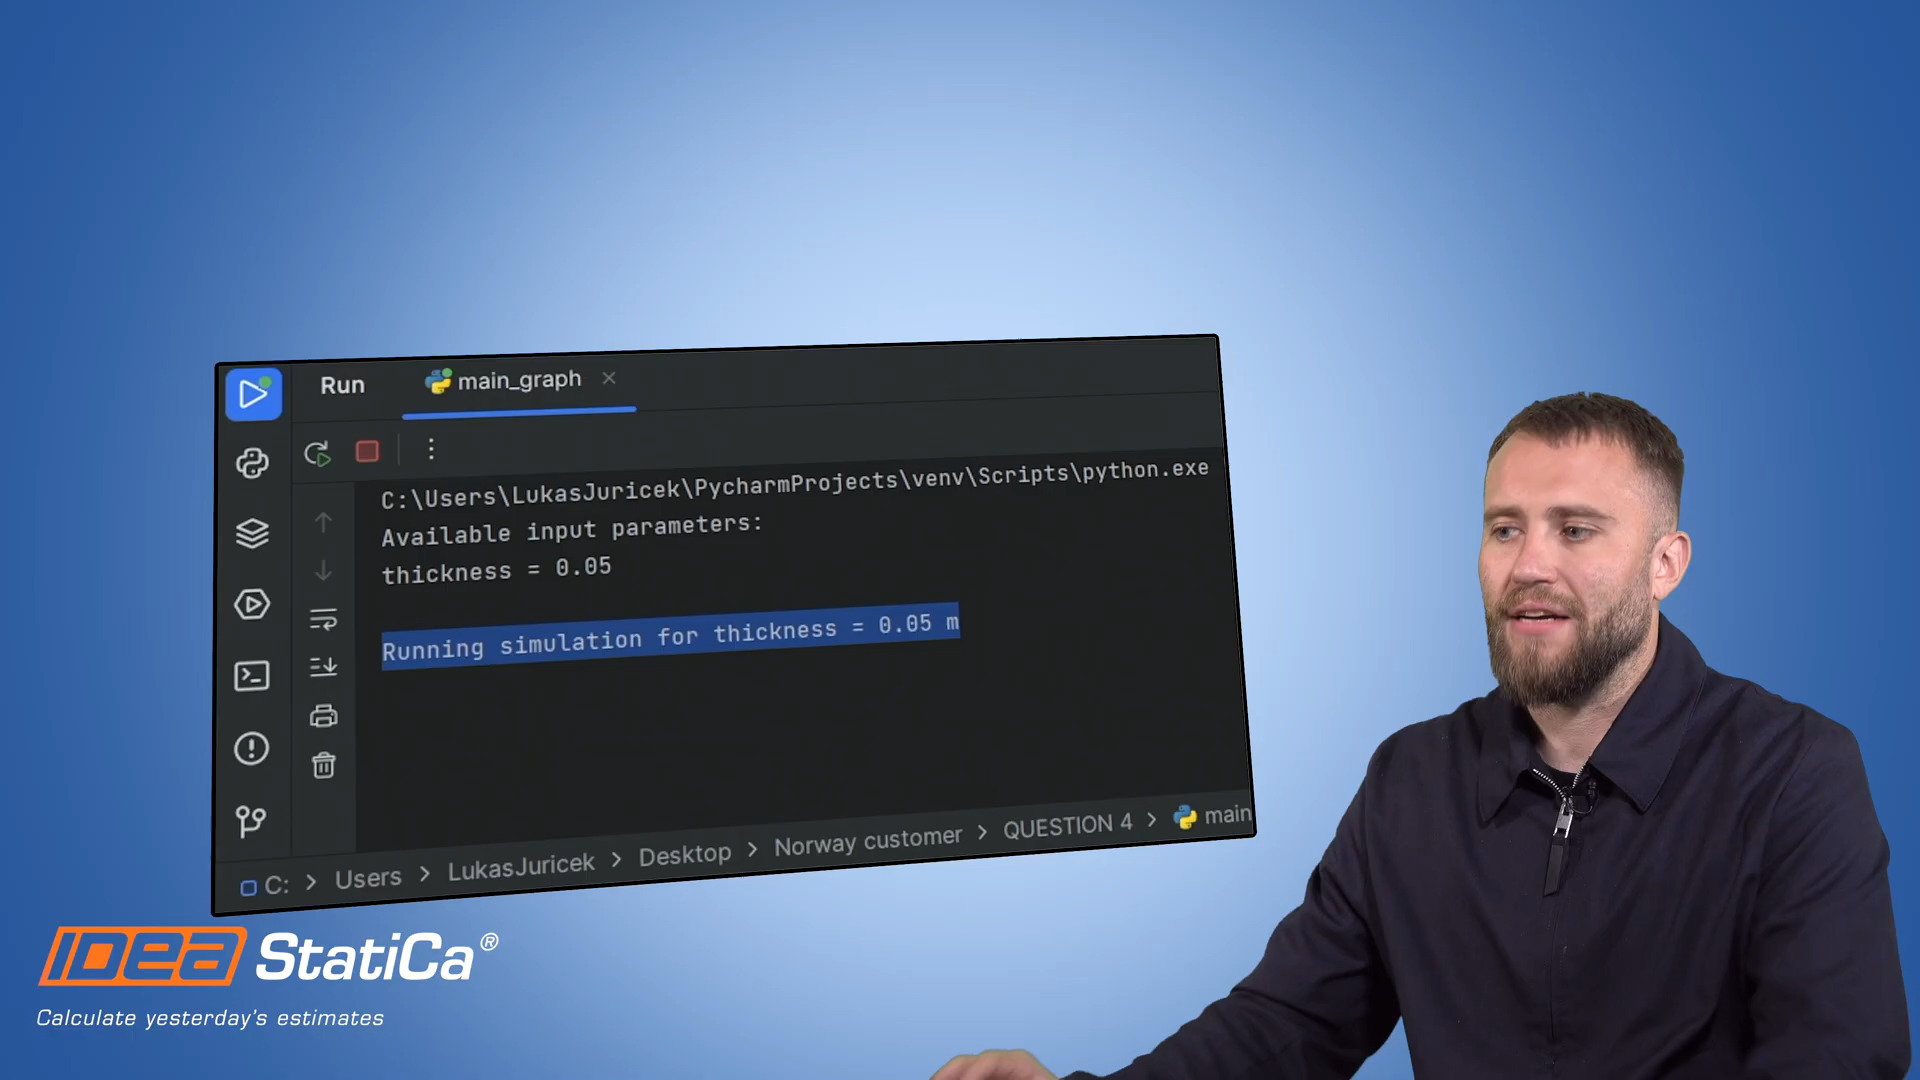 Run main_graph
C:\Users\LukasJuricek\PycharmProjects\venv\Scripts\python.exe
Available input parameters:
thickness = 0.05
Running simulation for thickness = 0.05 m
C: > Users > LukasJuricek > Desktop > Norway customer > QUESTION 4 > main
IDEA StatiCa®
Calculate yesterday's estimates